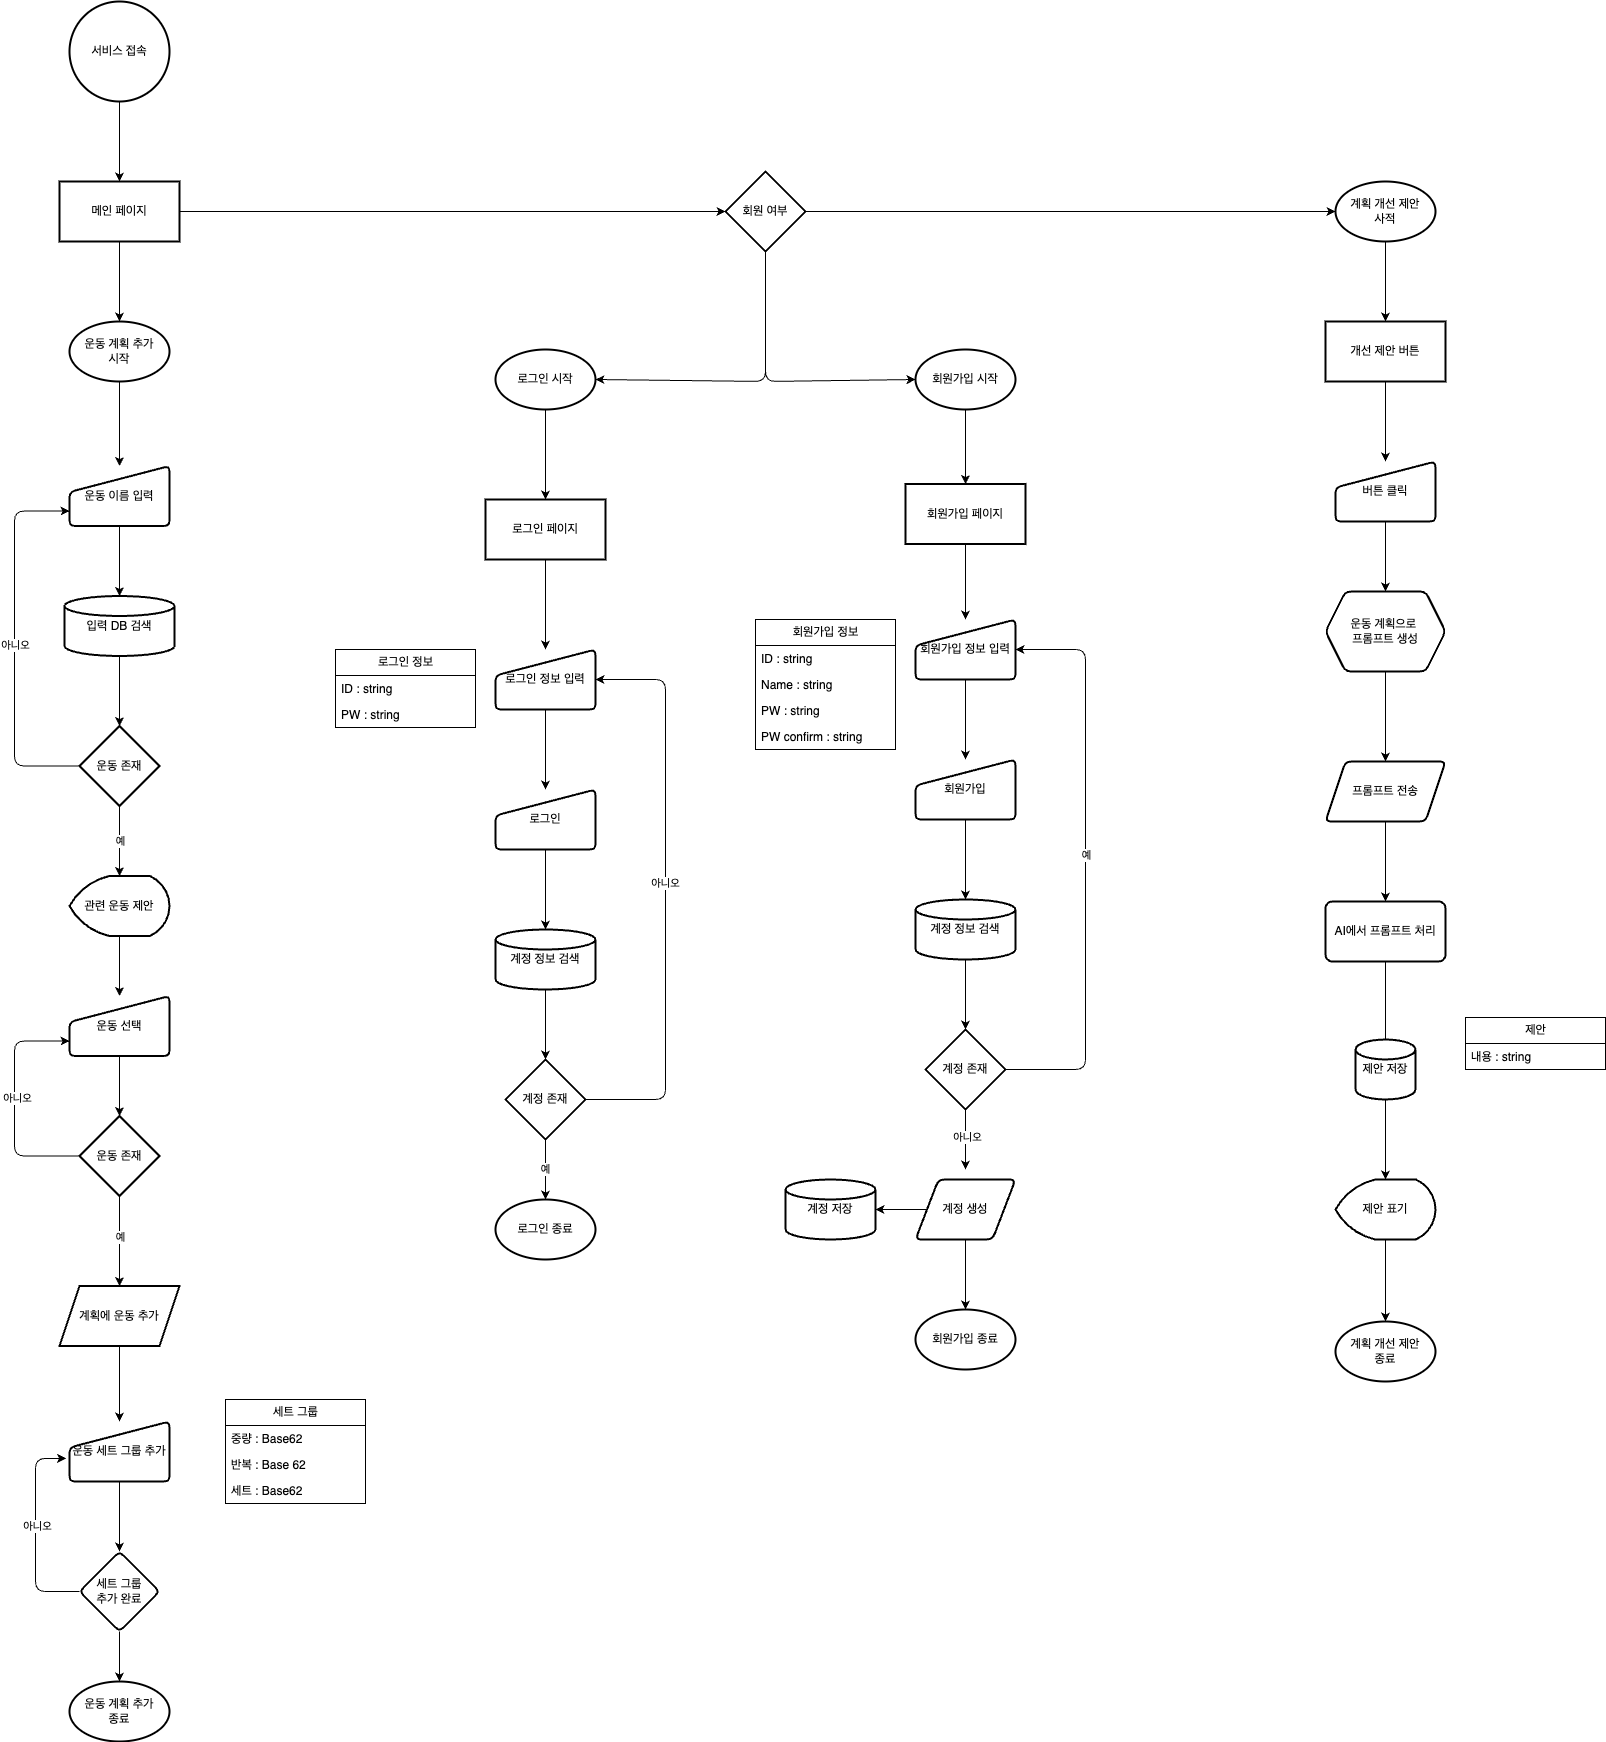 서비스 접속
메인 페이지
회원 여부
계획 개선 제안
사적
운동 계획 추가
시작
운동 이름 입력
입력 DB 검색
아니오
운동 존재
예
관련 운동 제안
운동 선택
아니오
운동 존재
예
계획에 운동 추가
운동 세트 그룹 추가
아니오
세트 그룹
추가 완료
운동 계획 추가
종료
세트 그룹
중량 : Base62
반복 : Base 62
세트 : Base62
로그인 시작
로그인 페이지
로그인 정보
ID : string
PW : string
로그인 정보 입력
로그인
아니오
계정 정보 검색
계정 존재
예
로그인 종료
회원가입 시작
회원가입 페이지
회원가입 정보
ID : string
Name : string
PW : string
PW confirm : string
회원가입 정보 입력
회원가입
예
계정 정보 검색
계정 존재
아니오
계정 저장
계정 생성
회원가입 종료
개선 제안 버튼
버튼 클릭
운동 계획으로
프롬프트 생성
프롬프트 전송
AI에서 프롬프트 처리
제안 저장
제안
내용 : string
제안 표기
계획 개선 제안
종료